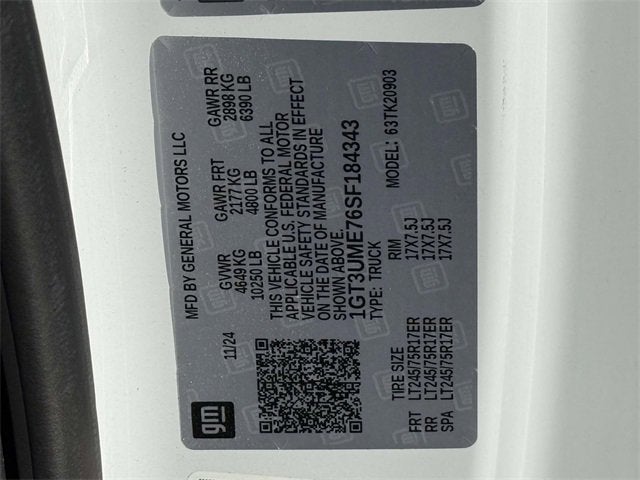 MFD BY GENERAL MOTORS LLC
gm
11/24
GVWR GAWR FRT GAWR RR
4649 KG 2177 KG 2898 KG
10250 LB 4800 LB 6390 LB
THIS VEHICLE CONFORMS TO ALL
APPLICABLE U.S. FEDERAL MOTOR
VEHICLE SAFETY STANDARDS IN EFFECT
ON THE DATE OF MANUFACTURE
SHOWN ABOVE.
1GT3UME76SF184343
TYPE: TRUCK MODEL: 63TK20903
TIRE SIZE RIM
FRT LT245/75R17ER 17X7.5J
RR LT245/75R17ER 17X7.5J
SPA LT245/75R17ER 17X7.5J